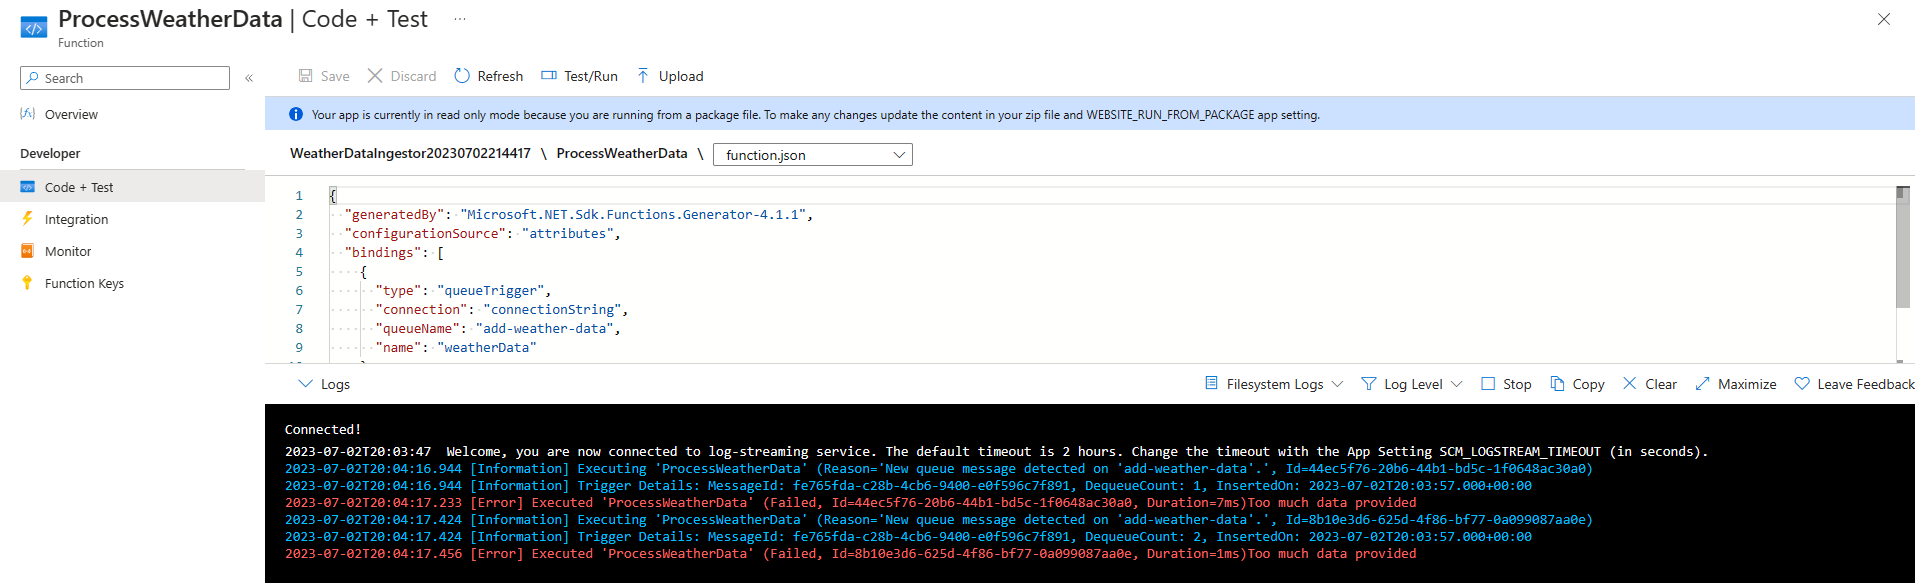 ProcessWeatherData | Code + Test ...
Function
Search «
Overview
Developer
Code + Test
Integration
Monitor
Function Keys
Save Discard Refresh Test/Run Upload
Your app is currently in read only mode because you are running from a package file. To make any changes update the content in your zip file and WEBSITE_RUN_FROM_PACKAGE app setting.
WeatherDataIngestor20230702214417 \ ProcessWeatherData \ function.json
1 {
2 "generatedBy": "Microsoft.NET.Sdk.Functions.Generator-4.1.1",
3 "configurationSource": "attributes",
4 "bindings": [
5 {
6 "type": "queueTrigger",
7 "connection": "connectionString",
8 "queueName": "add-weather-data",
9 "name": "weatherData"
Logs Filesystem Logs Log Level Stop Copy Clear Maximize Leave Feedback
Connected!
2023-07-02T20:03:47  Welcome, you are now connected to log-streaming service. The default timeout is 2 hours. Change the timeout with the App Setting SCM_LOGSTREAM_TIMEOUT (in seconds).
2023-07-02T20:04:16.944 [Information] Executing 'ProcessWeatherData' (Reason='New queue message detected on 'add-weather-data'.', Id=44ec5f76-20b6-44b1-bd5c-1f0648ac30a0)
2023-07-02T20:04:16.944 [Information] Trigger Details: MessageId: fe765fda-c28b-4cb6-9400-e0f596c7f891, DequeueCount: 1, InsertedOn: 2023-07-02T20:03:57.000+00:00
2023-07-02T20:04:17.233 [Error] Executed 'ProcessWeatherData' (Failed, Id=44ec5f76-20b6-44b1-bd5c-1f0648ac30a0, Duration=7ms)Too much data provided
2023-07-02T20:04:17.424 [Information] Executing 'ProcessWeatherData' (Reason='New queue message detected on 'add-weather-data'.', Id=8b10e3d6-625d-4f86-bf77-0a099087aa0e)
2023-07-02T20:04:17.424 [Information] Trigger Details: MessageId: fe765fda-c28b-4cb6-9400-e0f596c7f891, DequeueCount: 2, InsertedOn: 2023-07-02T20:03:57.000+00:00
2023-07-02T20:04:17.456 [Error] Executed 'ProcessWeatherData' (Failed, Id=8b10e3d6-625d-4f86-bf77-0a099087aa0e, Duration=1ms)Too much data provided